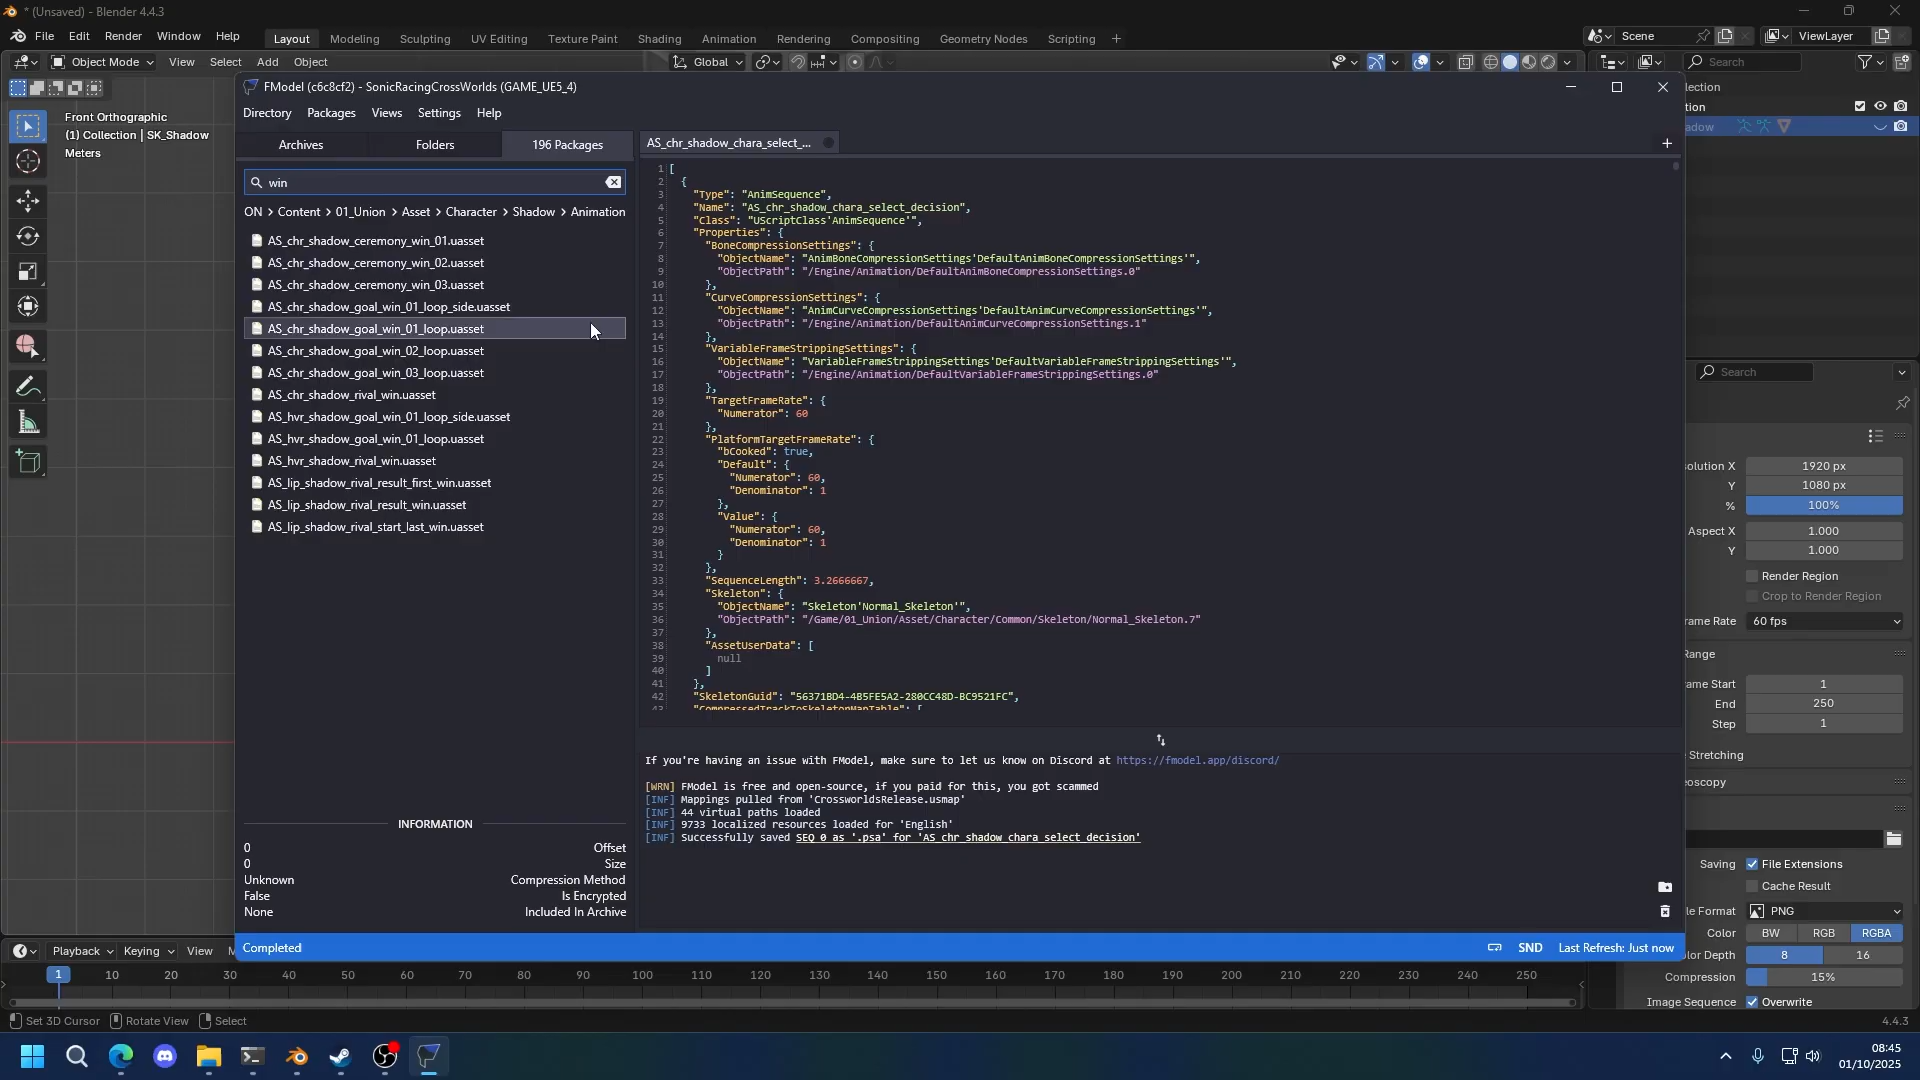 * (Unsaved) - Blender 4.4.3
File Edit Render Window Help
Layout Modeling Sculpting UV Editing Texture Paint Shading Animation Rendering Compositing Geometry Nodes Scripting +
Scene
ViewLayer
Object Mode
View Select Add Object
Global
Search
Front Orthographic
(1) Collection | SK_Shadow
Meters
FModel (c6c8cf2) - SonicRacingCrossWorlds (GAME_UE5_4)
Directory Packages Views Settings Help
Archives Folders 196 Packages
win
ON > Content > 01_Union > Asset > Character > Shadow > Animation
AS_chr_shadow_ceremony_win_01.uasset
AS_chr_shadow_ceremony_win_02.uasset
AS_chr_shadow_ceremony_win_03.uasset
AS_chr_shadow_goal_win_01_loop_side.uasset
AS_chr_shadow_goal_win_01_loop.uasset
AS_chr_shadow_goal_win_02_loop.uasset
AS_chr_shadow_goal_win_03_loop.uasset
AS_chr_shadow_rival_win.uasset
AS_hvr_shadow_goal_win_01_loop_side.uasset
AS_hvr_shadow_goal_win_01_loop.uasset
AS_hvr_shadow_rival_win.uasset
AS_lip_shadow_rival_result_first_win.uasset
AS_lip_shadow_rival_result_win.uasset
AS_lip_shadow_rival_start_last_win.uasset
INFORMATION
0 Offset
0 Size
Unknown Compression Method
False Is Encrypted
None Included In Archive
AS_chr_shadow_chara_select_...
1 [
2 {
3 "Type": "AnimSequence",
4 "Name": "AS_chr_shadow_chara_select_decision",
5 "Class": "UScriptClass'AnimSequence'",
6 "Properties": {
7 "BoneCompressionSettings": {
8 "ObjectName": "AnimBoneCompressionSettings'DefaultAnimBoneCompressionSettings'",
9 "ObjectPath": "/Engine/Animation/DefaultAnimBoneCompressionSettings.0"
10 },
11 "CurveCompressionSettings": {
12 "ObjectName": "AnimCurveCompressionSettings'DefaultAnimCurveCompressionSettings'",
13 "ObjectPath": "/Engine/Animation/DefaultAnimCurveCompressionSettings.1"
14 },
15 "VariableFrameStrippingSettings": {
16 "ObjectName": "VariableFrameStrippingSettings'DefaultVariableFrameStrippingSettings'",
17 "ObjectPath": "/Engine/Animation/DefaultVariableFrameStrippingSettings.0"
18 },
19 "TargetFrameRate": {
20 "Numerator": 60
21 },
22 "PlatformTargetFrameRate": {
23 "bCooked": true,
24 "Default": {
25 "Numerator": 60,
26 "Denominator": 1
27 },
28 "Value": {
29 "Numerator": 60,
30 "Denominator": 1
31 }
32 },
33 "SequenceLength": 3.2666667,
34 "Skeleton": {
35 "ObjectName": "Skeleton'Normal_Skeleton'",
36 "ObjectPath": "/Game/01_Union/Asset/Character/Common/Skeleton/Normal_Skeleton.7"
37 },
38 "AssetUserData": [
39 null
40 ]
41 },
42 "SkeletonGuid": "56371BD4-4B5FE5A2-280CC48D-BC9521FC",
43 "CompressedTrackToSkeletonMapTable": [
If you're having an issue with FModel, make sure to let us know on Discord at https://fmodel.app/discord/
[WRN] FModel is free and open-source, if you paid for this, you got scammed
[INF] Mappings pulled from 'CrossworldsRelease.usmap'
[INF] 44 virtual paths loaded
[INF] 9733 localized resources loaded for 'English'
[INF] Successfully saved SEQ 0 as '.psa' for 'AS_chr_shadow_chara_select_decision'
Completed
SND Last Refresh: Just now
llection
tion
adow
Search
olution X 1920 px
Y 1080 px
% 100%
Aspect X 1.000
Y 1.000
Render Region
Crop to Render Region
rame Rate 60 fps
Range
ame Start 1
End 250
Step 1
Stretching
eoscopy
Saving File Extensions
Cache Result
le Format PNG
Color BW RGB RGBA
lor Depth 8 16
Compression 15%
Image Sequence Overwrite
Playback Keying View M
1 10 20 30 40 50 60 70 80 90 100 110 120 130 140 150 160 170 180 190 200 210 220 230 240 250
Set 3D Cursor Rotate View Select
4.4.3
08:45
01/10/2025